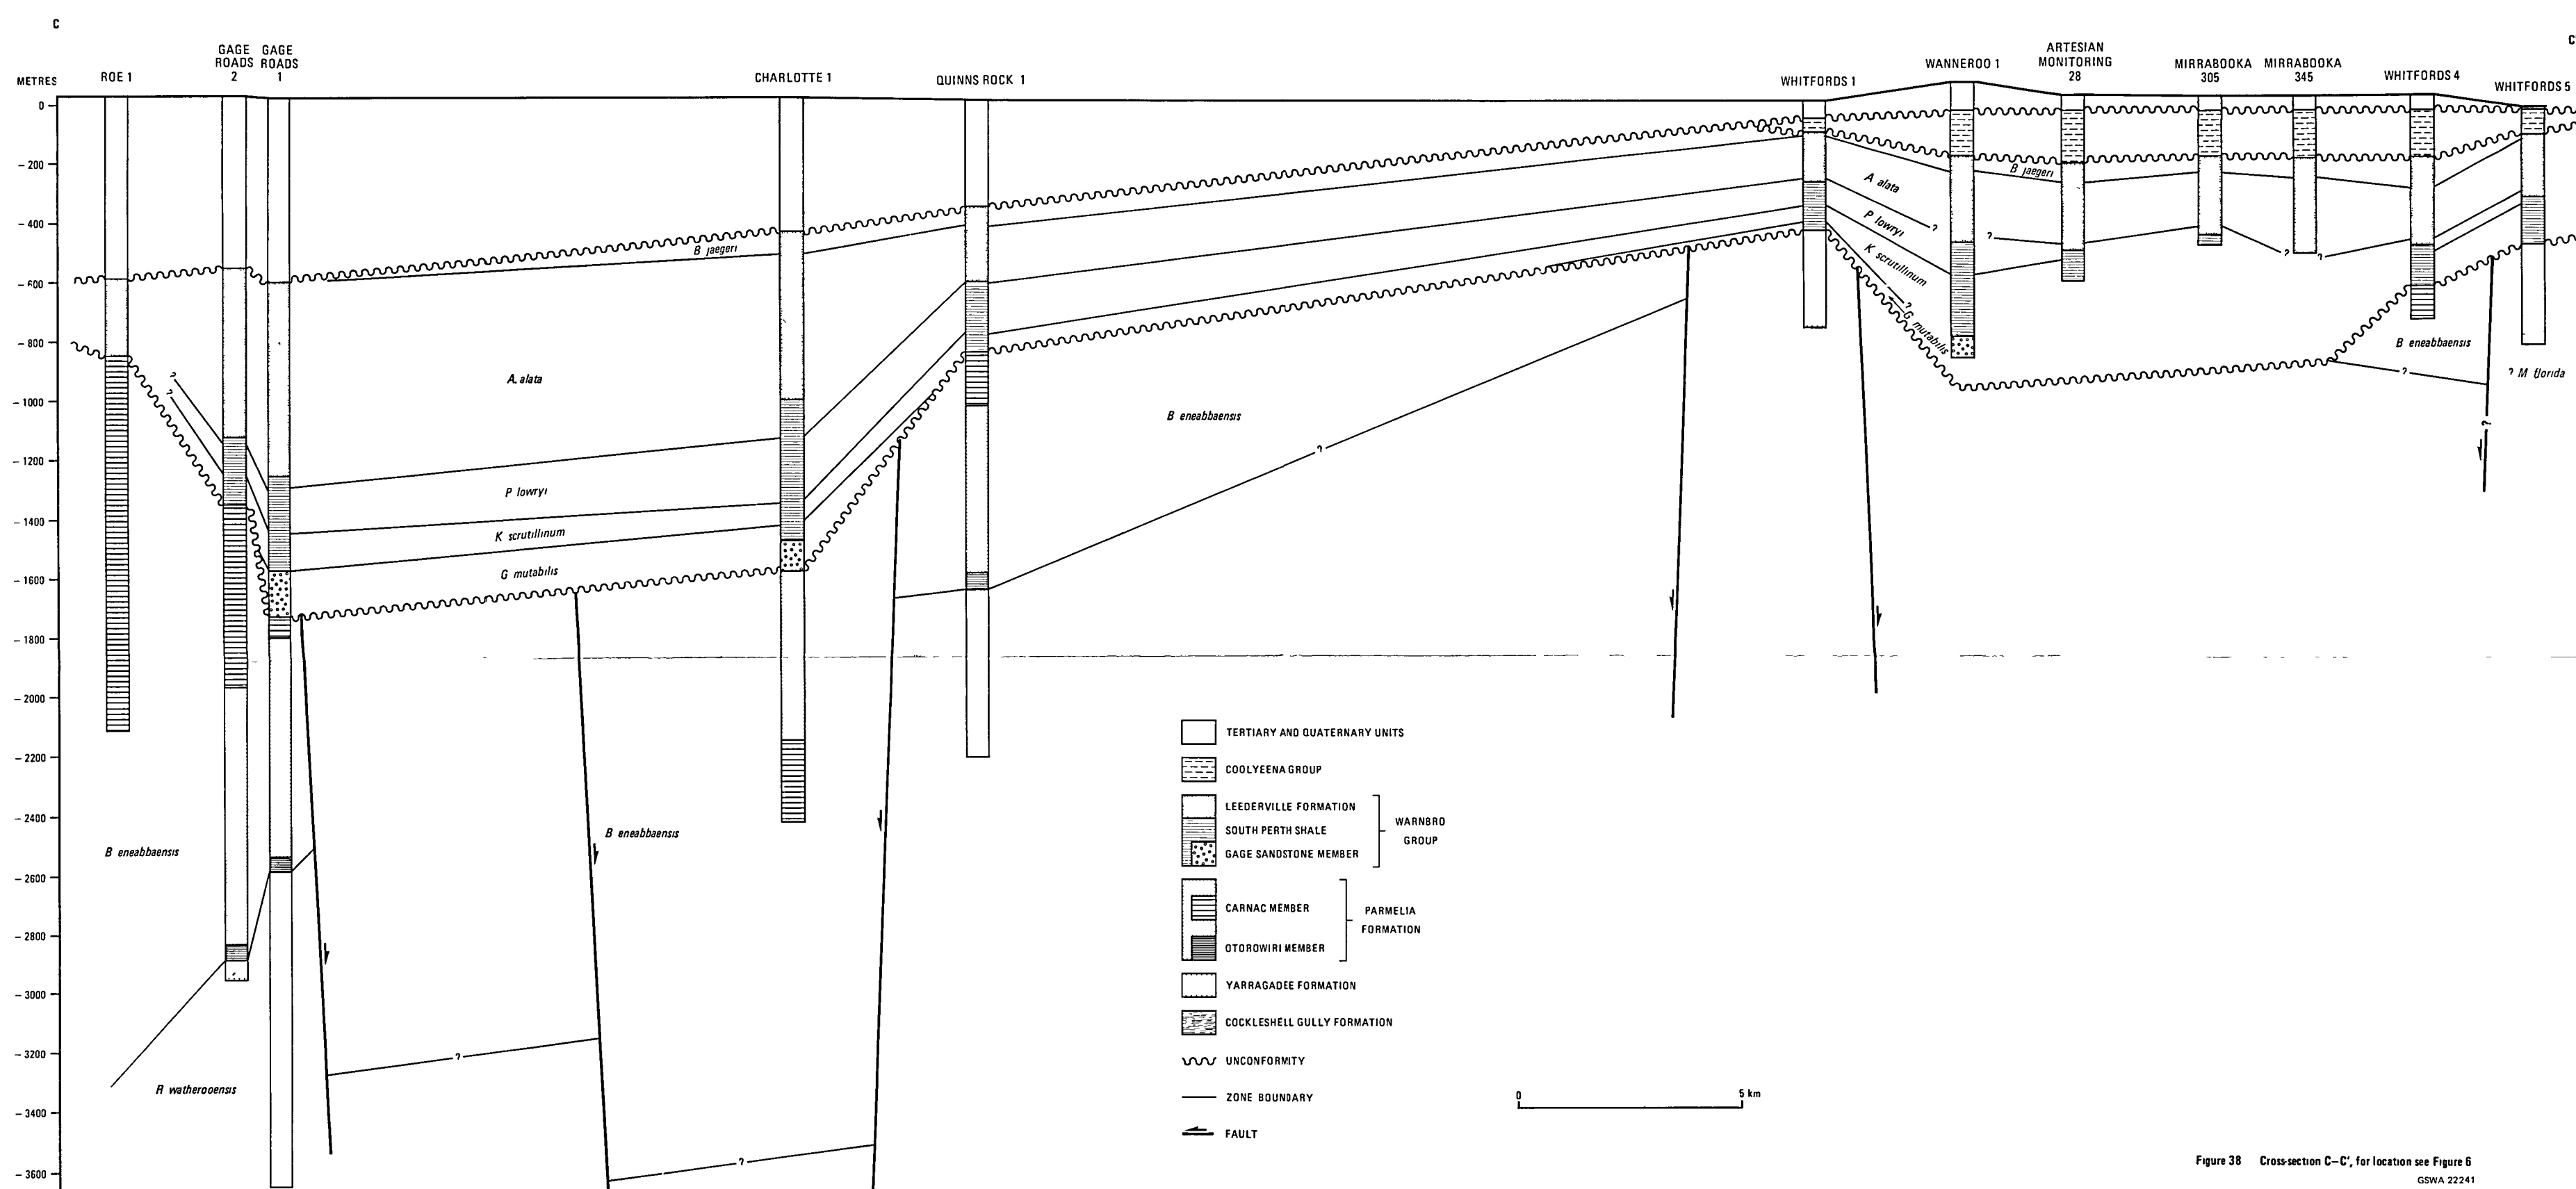 C
C
GAGE ROADS 2
GAGE ROADS 1
METRES
ROE 1
CHARLOTTE 1
QUINNS ROCK 1
WHITFORDS 1
WANNEROO 1
ARTESIAN MONITORING 28
MIRRABOOKA 305
MIRRABOOKA 345
WHITFORDS 4
WHITFORDS 5
0
– 200
– 400
– 600
– 800
– 1000
– 1200
– 1400
– 1600
– 1800
– 2000
– 2200
– 2400
– 2600
– 2800
– 3000
– 3200
– 3400
– 3600
B jaegeri
A. alata
P lowryi
K scrutillinum
G mutabilis
?
?
B eneabbaensis
R watherooensis
B eneabbaensis
?
?
B eneabbaensis
?
A alata
?
P lowryi
K scrutillinum
?
G mutabilis
B jaegeri
?
?
?
B eneabbaensis
?
? M florida
?
TERTIARY AND QUATERNARY UNITS
COOLYEENA GROUP
LEEDERVILLE FORMATION
SOUTH PERTH SHALE
GAGE SANDSTONE MEMBER
WARNBRO
GROUP
CARNAC MEMBER
OTOROWIRI MEMBER
PARMELIA
FORMATION
YARRAGADEE FORMATION
COCKLESHELL GULLY FORMATION
UNCONFORMITY
ZONE BOUNDARY
FAULT
0 5 km
Figure 38 Cross-section C–C′, for location see Figure 6
GSWA 22241